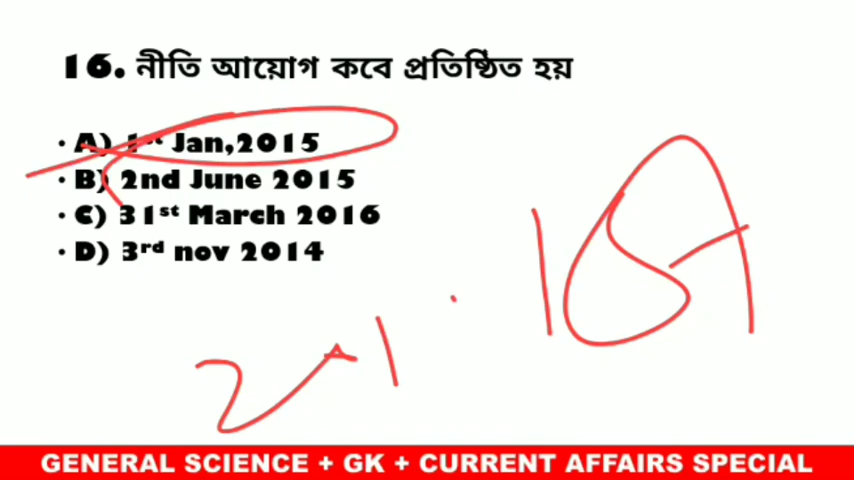 16. নীতি আয়োগ কবে প্রতিষ্ঠিত হয়
• A) 1st Jan,2015
• B) 2nd June 2015
• C) 31st March 2016
• D) 3rd nov 2014
GENERAL SCIENCE + GK + CURRENT AFFAIRS SPECIAL